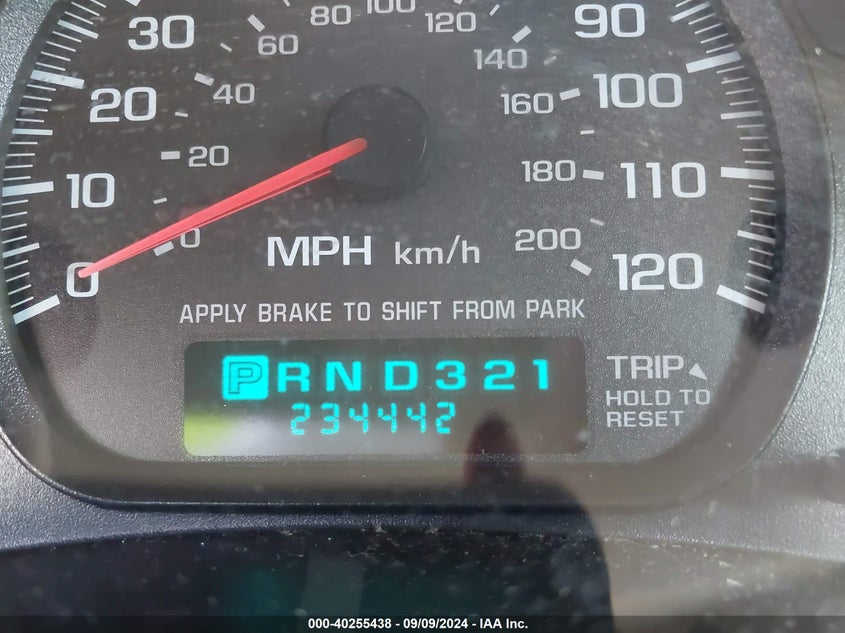 80 100 120
30 60 140 90
20 40 160 100
20
10 180 110
0 MPH km/h 200
0 120
APPLY BRAKE TO SHIFT FROM PARK
PRND321
234442
TRIP
HOLD TO
RESET
000-40255438 - 09/09/2024 - IAA Inc.